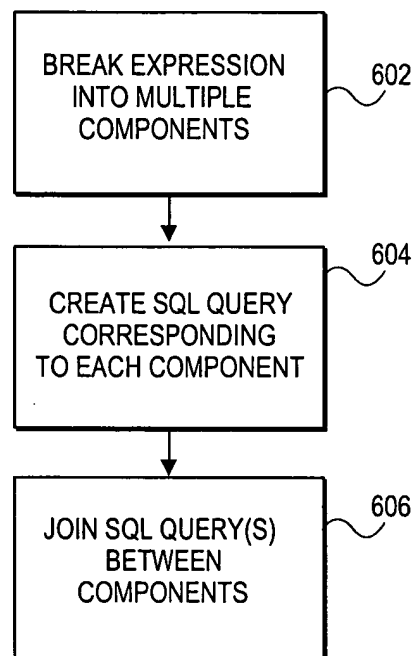 BREAK EXPRESSION
INTO MULTIPLE
COMPONENTS
602
CREATE SQL QUERY
CORRESPONDING
TO EACH COMPONENT
604
JOIN SQL QUERY(S)
BETWEEN
COMPONENTS
606